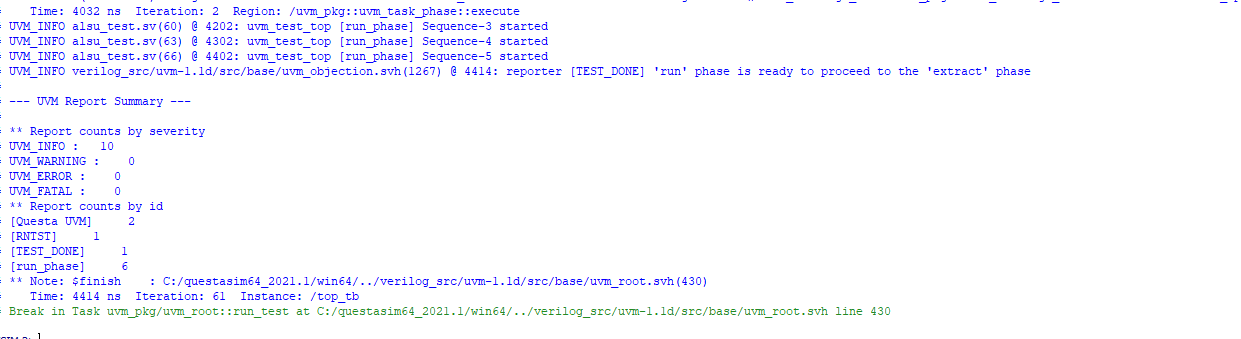 Time: 4032 ns  Iteration: 2  Region: /uvm_pkg::uvm_task_phase::execute
# UVM_INFO alsu_test.sv(60) @ 4202: uvm_test_top [run_phase] Sequence-3 started
# UVM_INFO alsu_test.sv(63) @ 4302: uvm_test_top [run_phase] Sequence-4 started
# UVM_INFO alsu_test.sv(66) @ 4402: uvm_test_top [run_phase] Sequence-5 started
# UVM_INFO verilog_src/uvm-1.1d/src/base/uvm_objection.svh(1267) @ 4414: reporter [TEST_DONE] 'run' phase is ready to proceed to the 'extract' phase
#
# --- UVM Report Summary ---
#
# ** Report counts by severity
# UVM_INFO :   10
# UVM_WARNING :    0
# UVM_ERROR :    0
# UVM_FATAL :    0
# ** Report counts by id
# [Questa UVM]     2
# [RNTST]     1
# [TEST_DONE]     1
# [run_phase]     6
# ** Note: $finish    : C:/questasim64_2021.1/win64/../verilog_src/uvm-1.1d/src/base/uvm_root.svh(430)
#    Time: 4414 ns  Iteration: 61  Instance: /top_tb
# Break in Task uvm_pkg/uvm_root::run_test at C:/questasim64_2021.1/win64/../verilog_src/uvm-1.1d/src/base/uvm_root.svh line 430